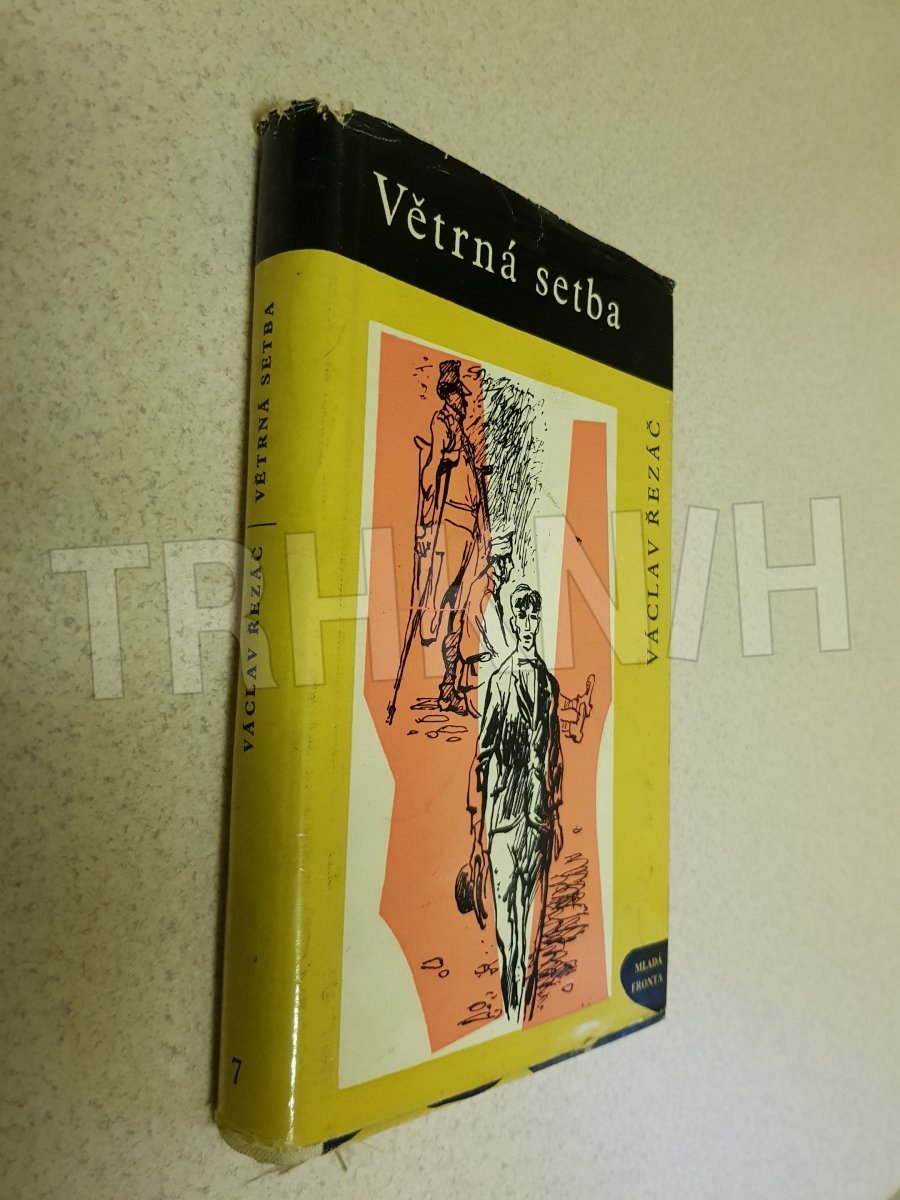 Větrná setba
VÁCLAV ŘEZÁČ
VÁCLAV ŘEZÁČ | VĚTRNÁ SETBA
7
MLADÁ
FRONTA
TRHKNIH